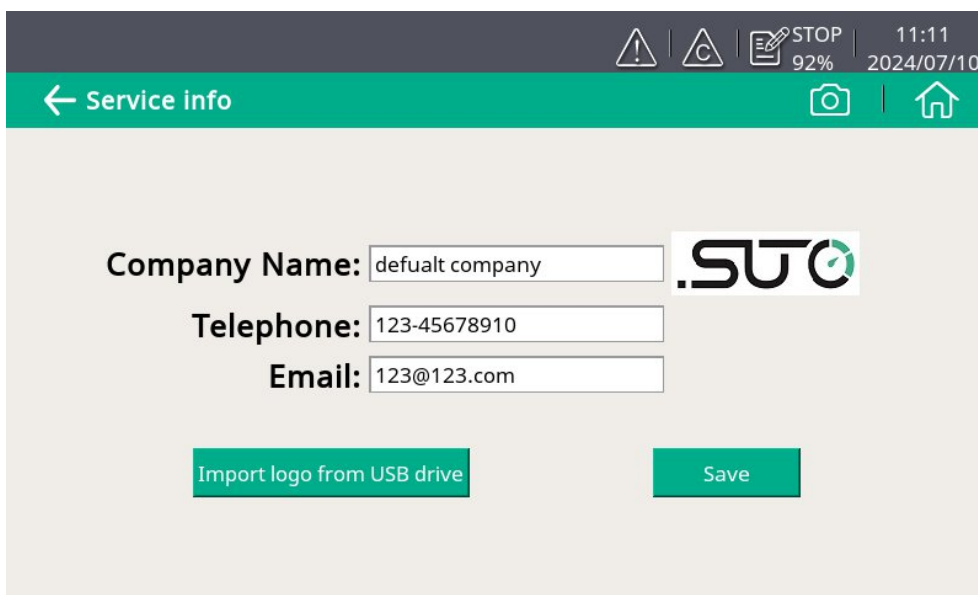 STOP 11:11
C 92% 2024/07/10
Service info
Company Name: defualt company .SUTO
Telephone: 123-45678910
Email: 123@123.com
Import logo from USB drive Save